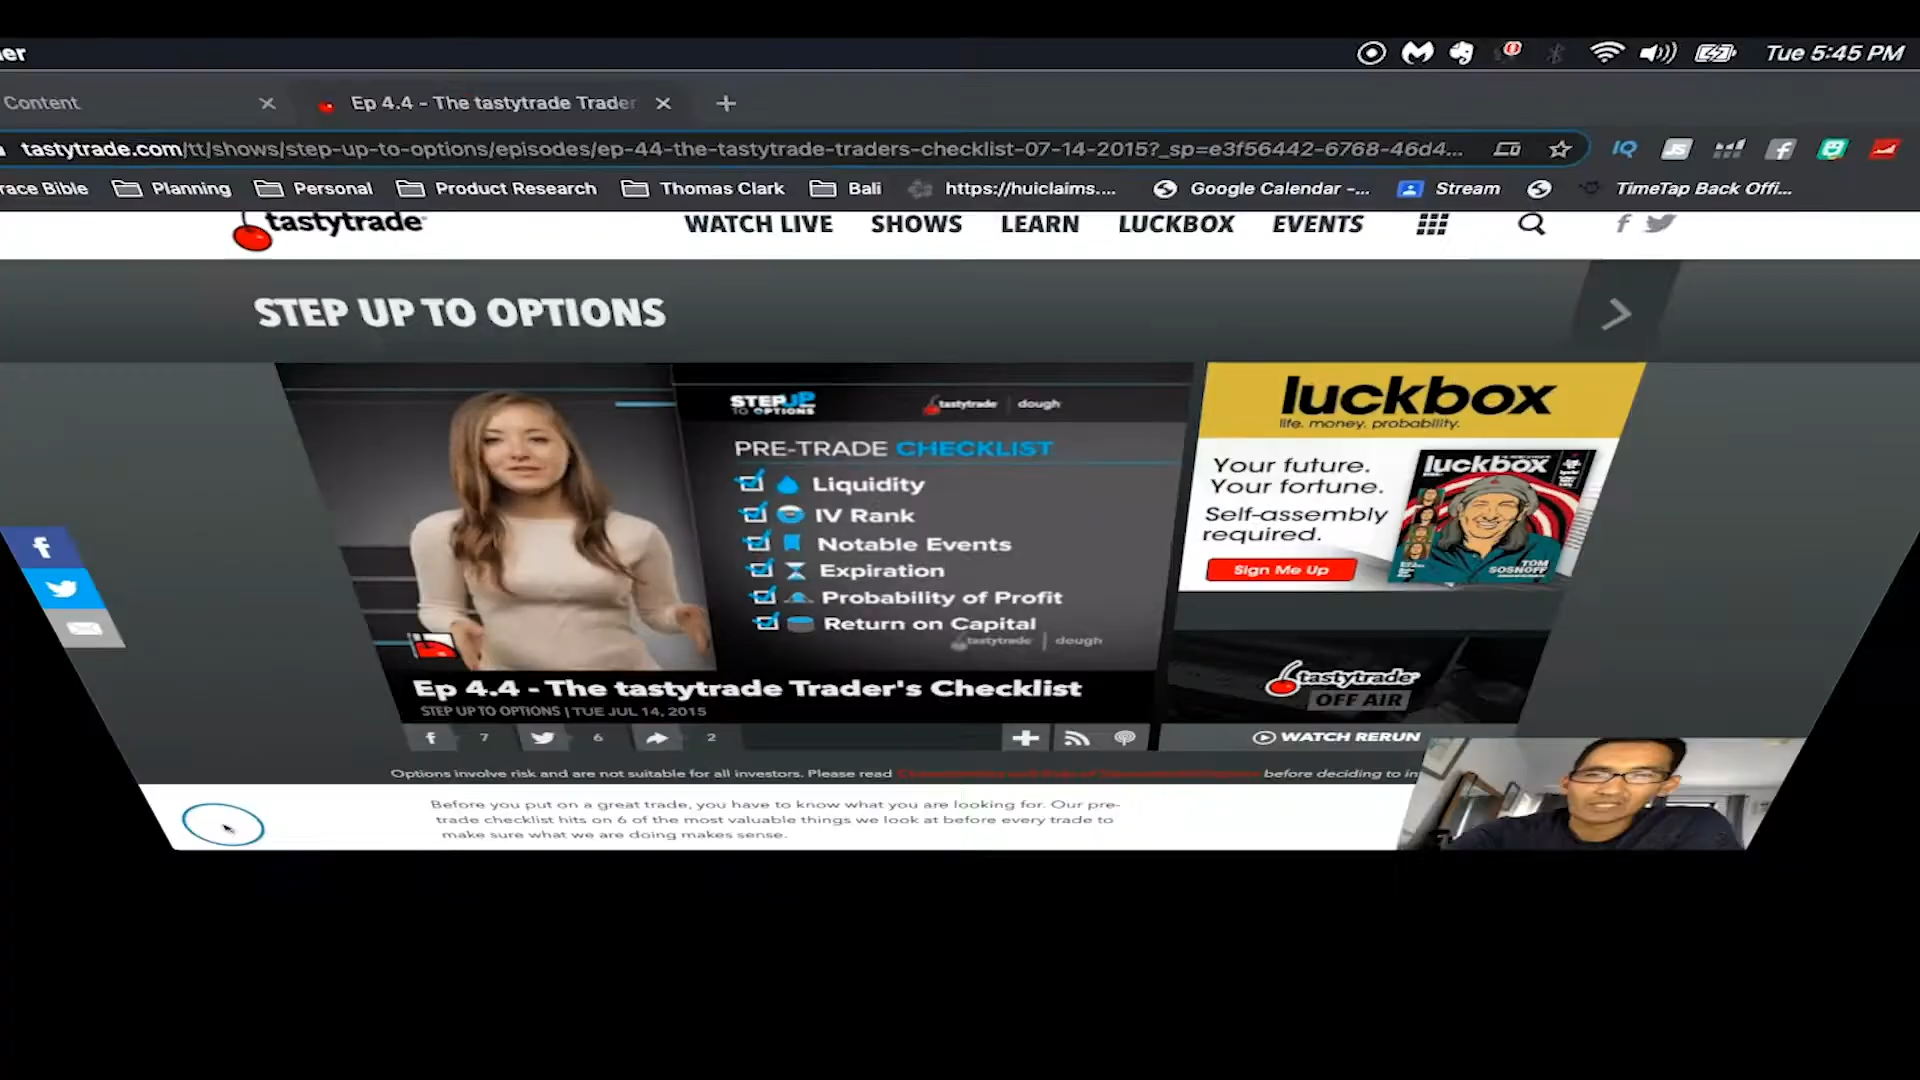 er
Tue 5:45 PM
Content
Ep 4.4 - The tastytrade Trader
tastytrade.com/tt/shows/step-up-to-options/episodes/ep-44-the-tastytrade-traders-checklist-07-14-2015?_sp=e3f56442-6768-46d4...
race Bible
Planning
Personal
Product Research
Thomas Clark
Bali
https://huiclaims....
Google Calendar -...
Stream
TimeTap Back Offi...
tastytrade
WATCH LIVE
SHOWS
LEARN
LUCKBOX
EVENTS
STEP UP TO OPTIONS
STEP UP
TO OPTIONS
tastytrade | dough
PRE-TRADE CHECKLIST
Liquidity
IV Rank
Notable Events
Expiration
Probability of Profit
Return on Capital
tastytrade | dough
Ep 4.4 - The tastytrade Trader's Checklist
STEP UP TO OPTIONS | TUE JUL 14, 2015
7
6
2
luckbox
life. money. probability.
Your future.
Your fortune.
Self-assembly
required.
Sign Me Up
luckbox
TOM
SOSNOFF
tastytrade
OFF AIR
WATCH RERUN
Options involve risk and are not suitable for all investors. Please read
before deciding to in
Before you put on a great trade, you have to know what you are looking for. Our pre-
trade checklist hits on 6 of the most valuable things we look at before every trade to
make sure what we are doing makes sense.